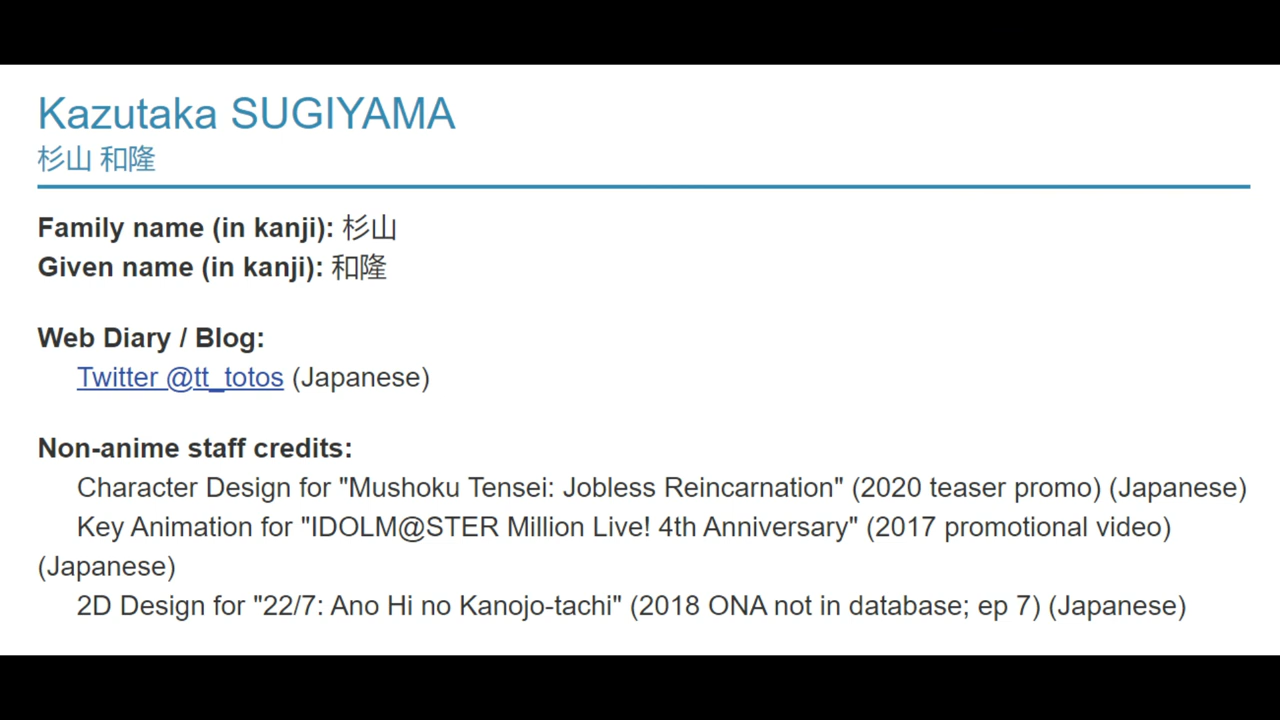 Kazutaka SUGIYAMA
杉山 和隆
Family name (in kanji): 杉山
Given name (in kanji): 和隆
Web Diary / Blog:
Twitter @tt_totos (Japanese)
Non-anime staff credits:
Character Design for "Mushoku Tensei: Jobless Reincarnation" (2020 teaser promo) (Japanese)
Key Animation for "IDOLM@STER Million Live! 4th Anniversary" (2017 promotional video)
(Japanese)
2D Design for "22/7: Ano Hi no Kanojo-tachi" (2018 ONA not in database; ep 7) (Japanese)